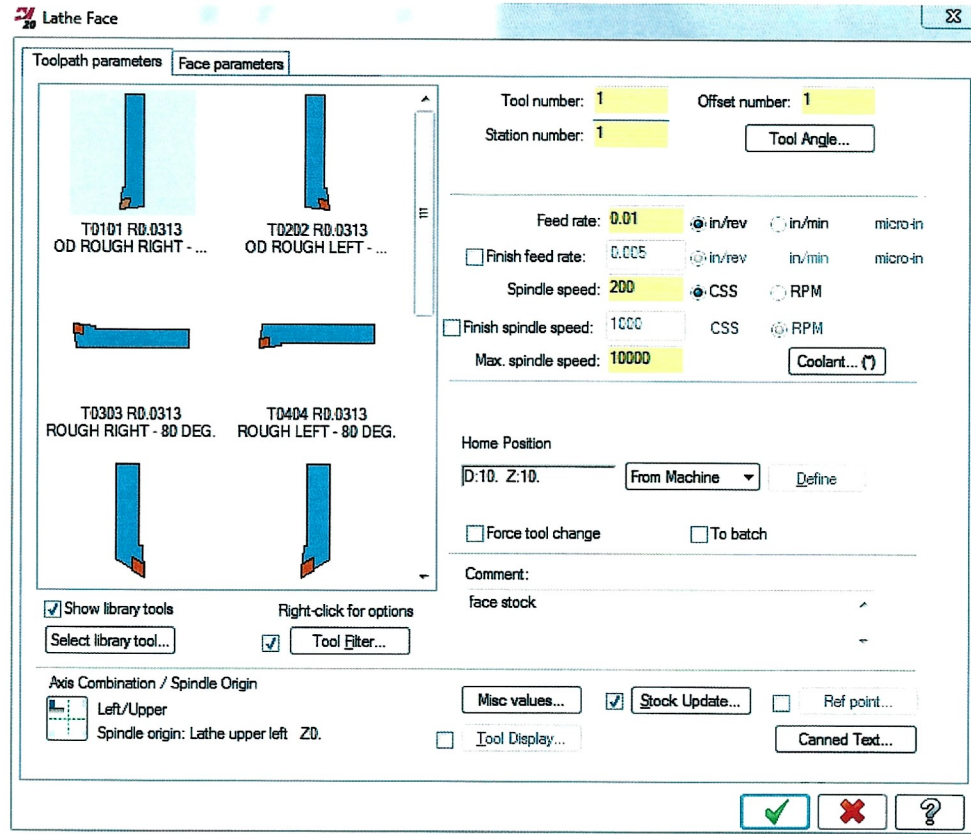 20 Lathe Face
Toolpath parameters Face parameters
T0101 R0.0313 T0202 R0.0313
OD ROUGH RIGHT - ... OD ROUGH LEFT - ...
T0303 R0.0313 T0404 R0.0313
ROUGH RIGHT - 80 DEG. ROUGH LEFT - 80 DEG.
Show library tools Right-click for options
Select library tool... Tool Filter...
Tool number: 1 Offset number: 1
Station number: 1 Tool Angle...
Feed rate: 0.01 in/rev in/min micro-in
Finish feed rate: 0.005 in/rev in/min micro-in
Spindle speed: 200 CSS RPM
Finish spindle speed: 1000 CSS RPM
Max. spindle speed: 10000 Coolant... (*)
Home Position
D:10. Z:10. From Machine Define
Force tool change To batch
Comment:
face stock
Axis Combination / Spindle Origin
Left/Upper
Spindle origin: Lathe upper left Z0.
Misc values... Stock Update... Ref point...
Tool Display... Canned Text...